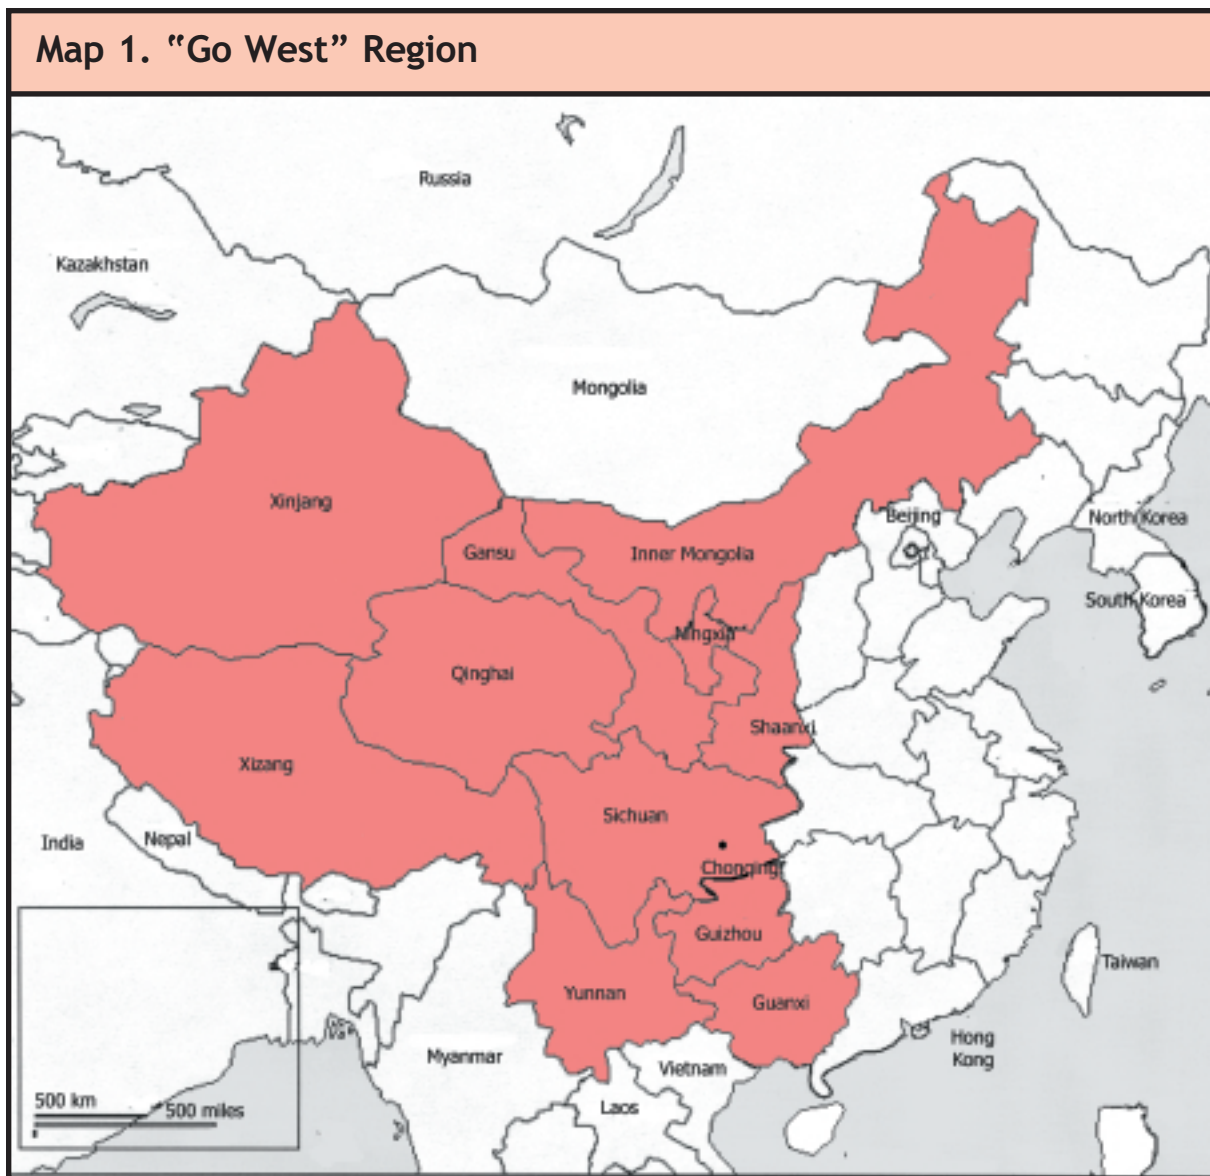 Map 1. “Go West” Region
Russia
Kazakhstan
Mongolia
Xinjang
Gansu
Inner Mongolia
Beijing
North Korea
South Korea
Ningxia
Qinghai
Shaanxi
Xizang
Sichuan
India
Nepal
Chonqing
Guizhou
Taiwan
Yunnan
Guanxi
Hong
Kong
Myanmar
Vietnam
Laos
500 km
500 miles